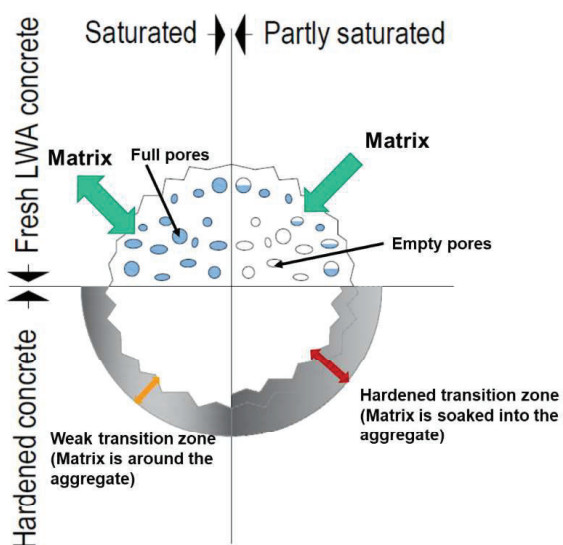 Saturated
Partly saturated
Fresh LWA concrete
Matrix
Full pores
Matrix
Empty pores
Hardened concrete
Weak transition zone
(Matrix is around the
aggregate)
Hardened transition zone
(Matrix is soaked into the
aggregate)